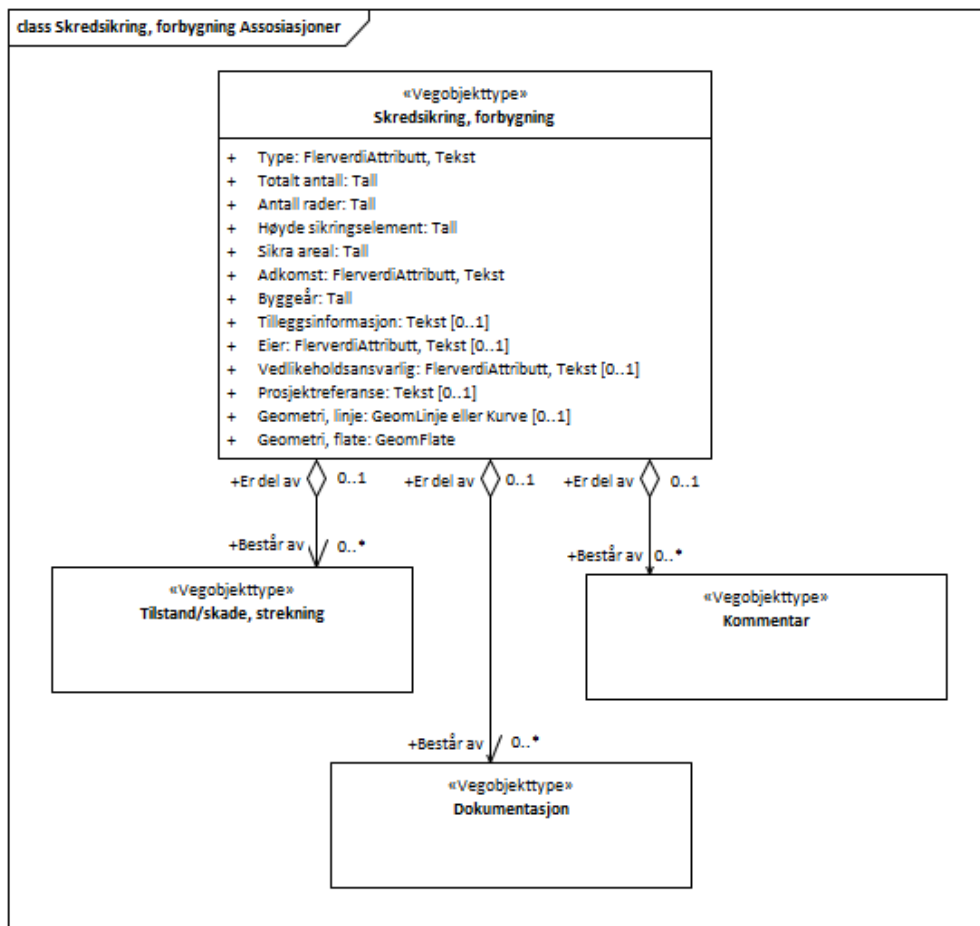 class Skredsikring, forbygning Assosiasjoner
«Vegobjekttype»
Skredsikring, forbygning
+ Type: FlerverdiAttributt, Tekst
+ Totalt antall: Tall
+ Antall rader: Tall
+ Høyde sikringselement: Tall
+ Sikra areal: Tall
+ Adkomst: FlerverdiAttributt, Tekst
+ Byggeår: Tall
+ Tilleggsinformasjon: Tekst [0..1]
+ Eier: FlerverdiAttributt, Tekst [0..1]
+ Vedlikeholdsansvarlig: FlerverdiAttributt, Tekst [0..1]
+ Prosjektreferanse: Tekst [0..1]
+ Geometri, linje: GeomLinje eller Kurve [0..1]
+ Geometri, flate: GeomFlate
+Er del av 0..1 +Er del av 0..1 +Er del av 0..1
+Består av 0..*
+Består av 0..*
«Vegobjekttype»
Tilstand/skade, strekning
«Vegobjekttype»
Kommentar
+Består av 0..*
«Vegobjekttype»
Dokumentasjon